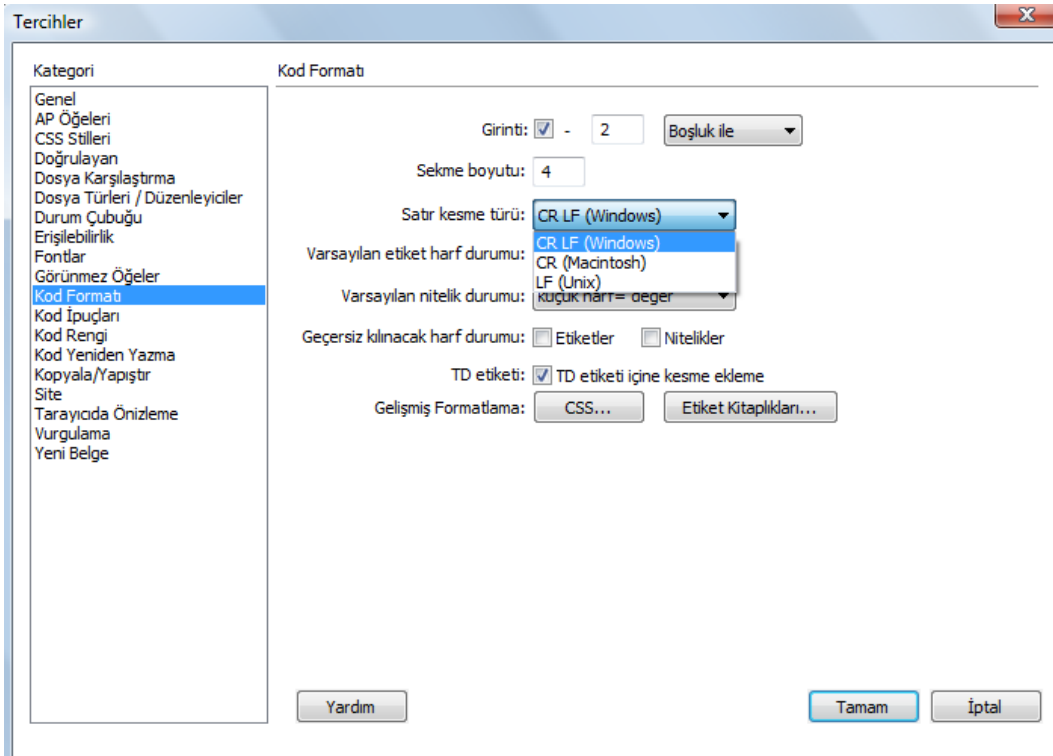 Tercihler
Kategori
Genel
AP Öğeleri
CSS Stilleri
Doğrulayan
Dosya Karşılaştırma
Dosya Türleri / Düzenleyiciler
Durum Çubuğu
Erişilebilirlik
Fontlar
Görünmez Öğeler
Kod Formatı
Kod İpuçları
Kod Rengi
Kod Yeniden Yazma
Kopyala/Yapıştır
Site
Tarayıcıda Önizleme
Vurgulama
Yeni Belge
Kod Formatı
Girinti: - 2 Boşluk ile
Sekme boyutu: 4
Satır kesme türü: CR LF (Windows)
CR LF (Windows)
CR (Macintosh)
LF (Unix)
Varsayılan etiket harf durumu:
Varsayılan nitelik durumu: küçük harf= değer
Geçersiz kılınacak harf durumu: Etiketler Nitelikler
TD etiketi: TD etiketi içine kesme ekleme
Gelişmiş Formatlama: CSS... Etiket Kitaplıkları...
Yardım Tamam İptal